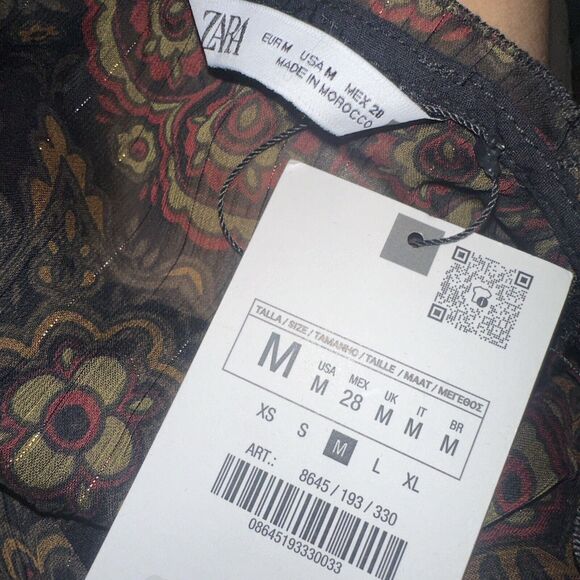 ZARA
EUR M USA M MEX 28
MADE IN MOROCCO
TALLA / SIZE / TAMANHO / TAILLE / MAAT / ΜΕΓΕΘΟΣ
M USA M MEX 28 UK M IT M BR M
XS S M L XL
ART.: 8645 / 193 / 330
08645193330033